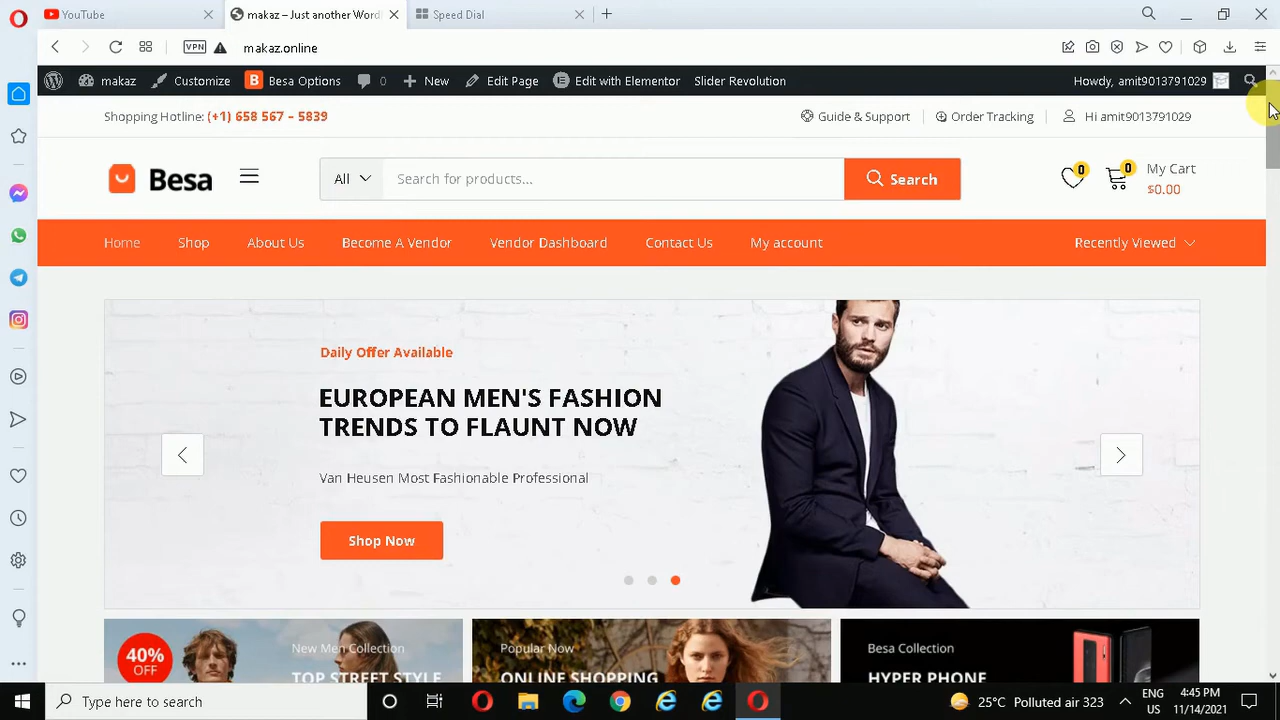 YouTube
makaz – Just another Word
Speed Dial
VPN
makaz.online
makaz
Customize
B Besa Options
0
New
Edit Page
Edit with Elementor
Slider Revolution
Howdy, amit9013791029
Shopping Hotline: (+1) 658 567 – 5839
Guide & Support
Order Tracking
Hi amit9013791029
Besa
All
Search for products...
Search
0
0
My Cart
$0.00
Home
Shop
About Us
Become A Vendor
Vendor Dashboard
Contact Us
My account
Recently Viewed
Daily Offer Available
EUROPEAN MEN'S FASHION
TRENDS TO FLAUNT NOW
Van Heusen Most Fashionable Professional
Shop Now
40%
OFF
New Men Collection
TOP STREET STYLE
Popular Now
ONLINE SHOPPING
Besa Collection
HYPER PHONE
Type here to search
25°C Polluted air 323
ENG
US
4:45 PM
11/14/2021